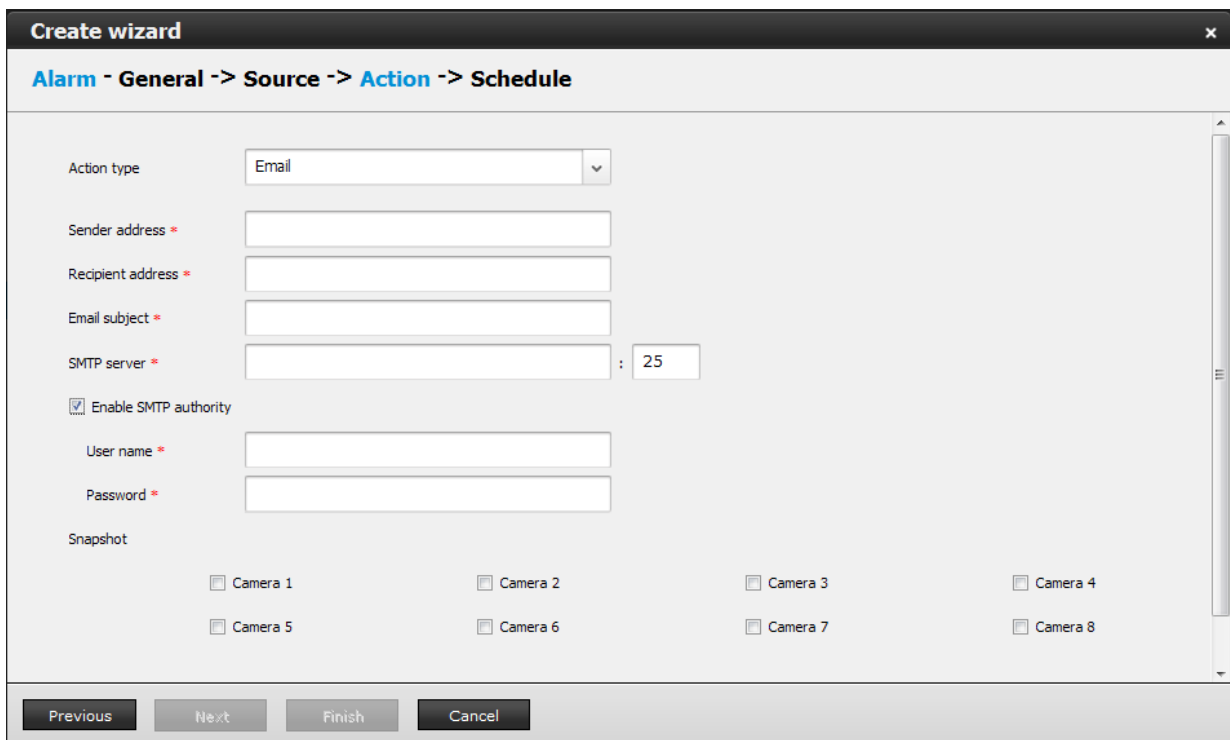 Create wizard ×
Alarm - General -> Source -> Action -> Schedule
Action type Email
Sender address *
Recipient address *
Email subject *
SMTP server * : 25
Enable SMTP authority
User name *
Password *
Snapshot
Camera 1 Camera 2 Camera 3 Camera 4
Camera 5 Camera 6 Camera 7 Camera 8
Previous Next Finish Cancel